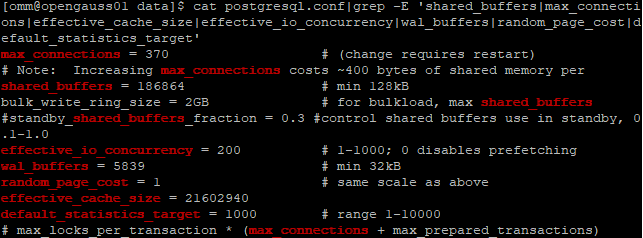 [omm@opengauss01 data]$ cat postgresql.conf|grep -E 'shared_buffers|max_connectio
ns|effective_cache_size|effective_io_concurrency|wal_buffers|random_page_cost|d
efault_statistics_target'
max_connections = 370 # (change requires restart)
# Note: Increasing max_connections costs ~400 bytes of shared memory per
shared_buffers = 186864 # min 128kB
bulk_write_ring_size = 2GB # for bulkload, max shared_buffers
#standby_shared_buffers_fraction = 0.3 #control shared buffers use in standby, 0
.1-1.0
effective_io_concurrency = 200 # 1-1000; 0 disables prefetching
wal_buffers = 5839 # min 32kB
random_page_cost = 1 # same scale as above
effective_cache_size = 21602940
default_statistics_target = 1000 # range 1-10000
# max_locks_per_transaction * (max_connections + max_prepared_transactions)